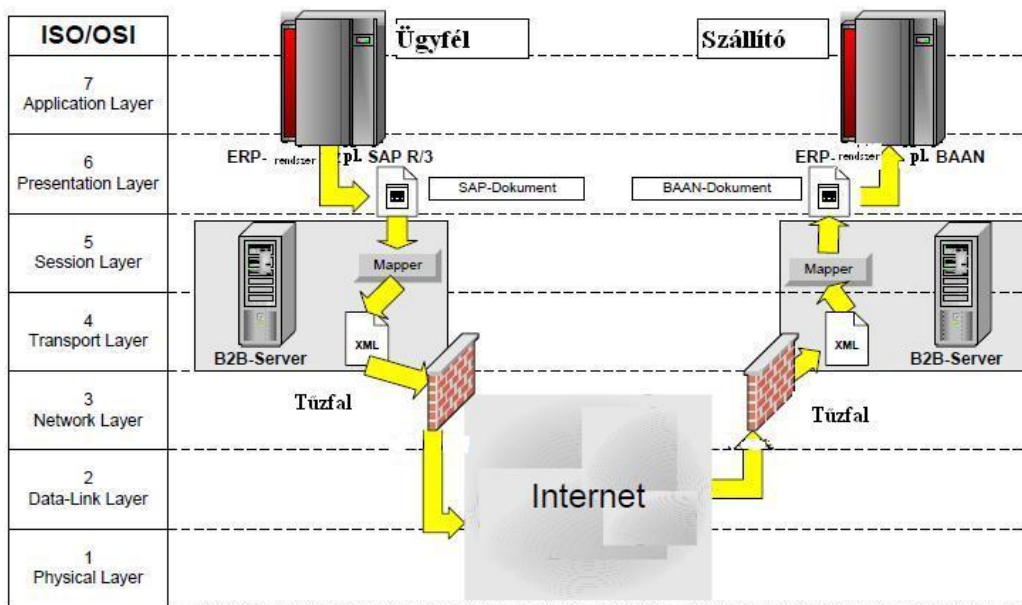 ISO/OSI
Ügyfél
Szállító
7
Application Layer
ERP- rendszer pl. SAP R/3
ERP- rendszer pl. BAAN
6
Presentation Layer
SAP-Dokument
BAAN-Dokument
5
Session Layer
Mapper
Mapper
4
Transport Layer
XML
XML
B2B-Server
B2B-Server
3
Network Layer
Tűzfal
Tűzfal
2
Data-Link Layer
Internet
1
Physical Layer